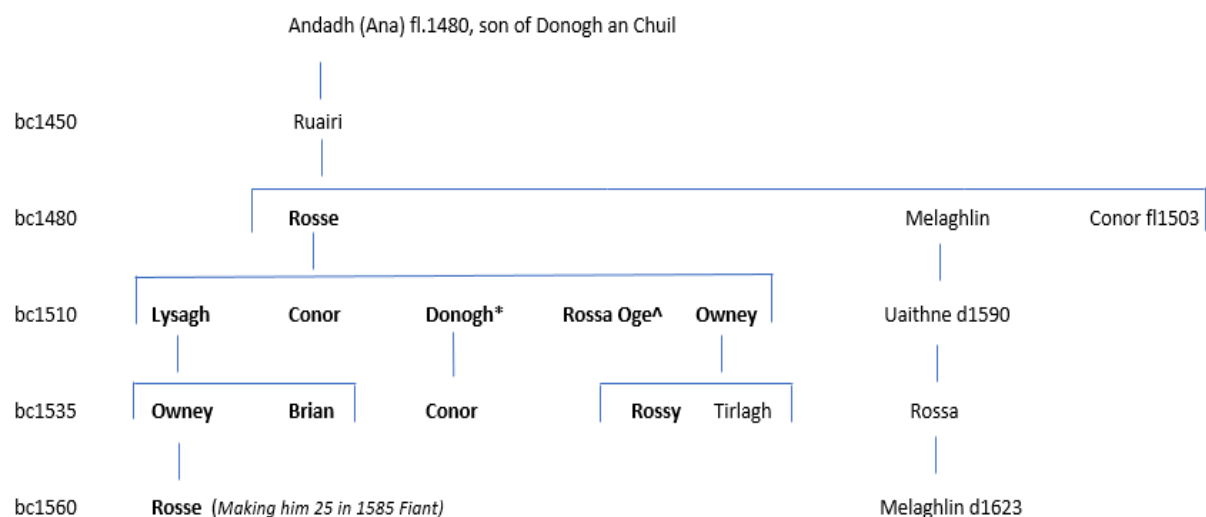 Andadh (Ana) fl.1480, son of Donogh an Chuil
bc1450 Ruairi
bc1480 Rosse Melaghlin Conor fl1503
bc1510 Lysagh Conor Donogh* Rossa Oge^ Owney Uaithne d1590
bc1535 Owney Brian Conor Rossy Tirlagh Rossa
bc1560 Rosse (Making him 25 in 1585 Fiant) Melaghlin d1623